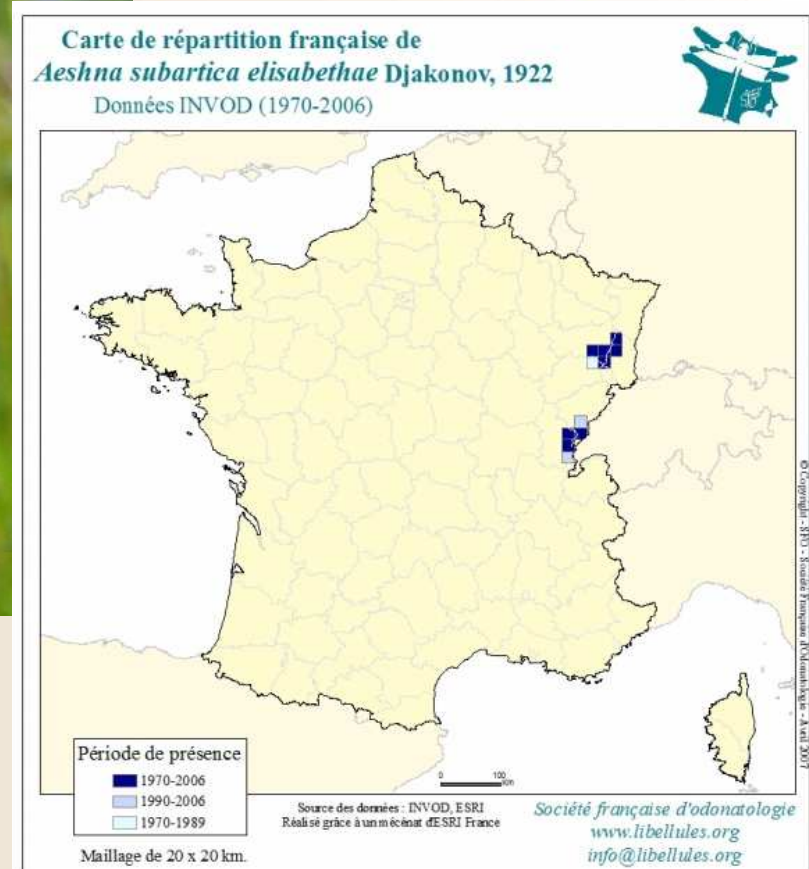 Carte de répartition française de
Aeshna subartica elisabethae Djakonov, 1922
Données INVOD (1970-2006)
© Copyright - SFO - Société Française d'Odonatologie - Avril 2007
Période de présence
1970-2006
1990-2006
1970-1989
Maillage de 20 x 20 km.
0 100
km
Source des données : INVOD, ESRI
Réalisé grâce à un mécénat d'ESRI France
Société française d'odonatologie
www.libellules.org
info@libellules.org